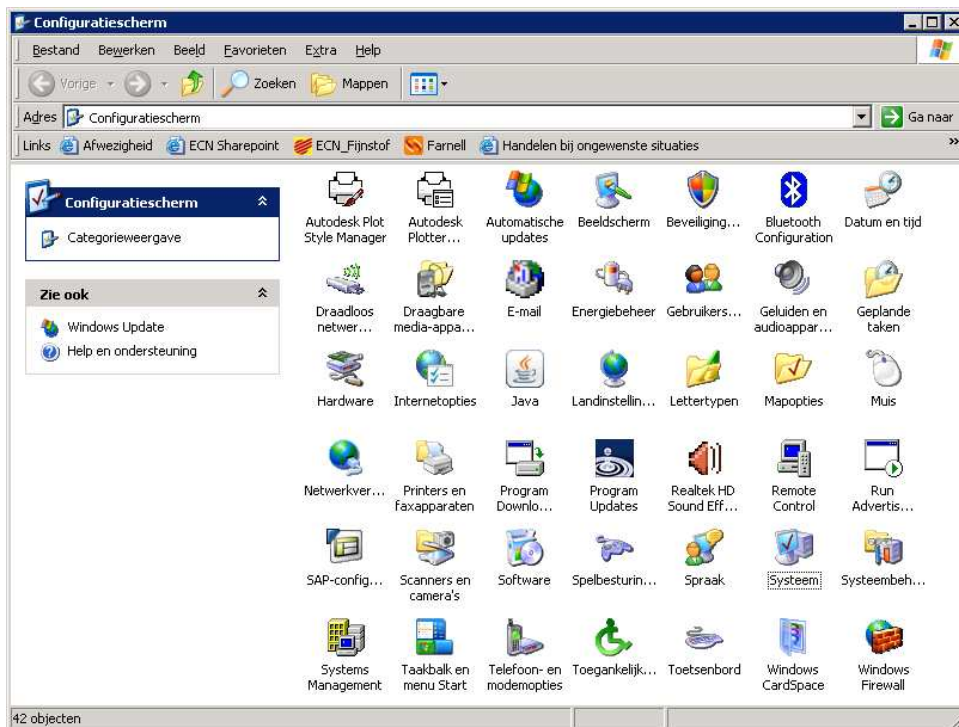 Configuratiescherm
Bestand Bewerken Beeld Favorieten Extra Help
Vorige Zoeken Mappen
Adres Configuratiescherm Ga naar
Links Afwezigheid ECN Sharepoint ECN_Fijnstof Farnell Handelen bij ongewenste situaties »
Configuratiescherm
Categorieweergave
Zie ook
Windows Update
Help en ondersteuning
Autodesk Plot Style Manager
Autodesk Plotter...
Automatische updates
Beeldscherm
Beveiliging...
Bluetooth Configuration
Datum en tijd
Draadloos netwer...
Draagbare media-appa...
E-mail
Energiebeheer
Gebruikers...
Geluiden en audioappar...
Geplande taken
Hardware
Internetopties
Java
Landinstellin...
Lettertypen
Mapopties
Muis
Netwerkver...
Printers en faxapparaten
Program Downlo...
Program Updates
Realtek HD Sound Eff...
Remote Control
Run Advertis...
SAP-config...
Scanners en camera's
Software
Spelbesturin...
Spraak
Systeem
Systeembeh...
Systems Management
Taakbalk en menu Start
Telefoon- en modemopties
Toegankelijk...
Toetsenbord
Windows CardSpace
Windows Firewall
42 objecten